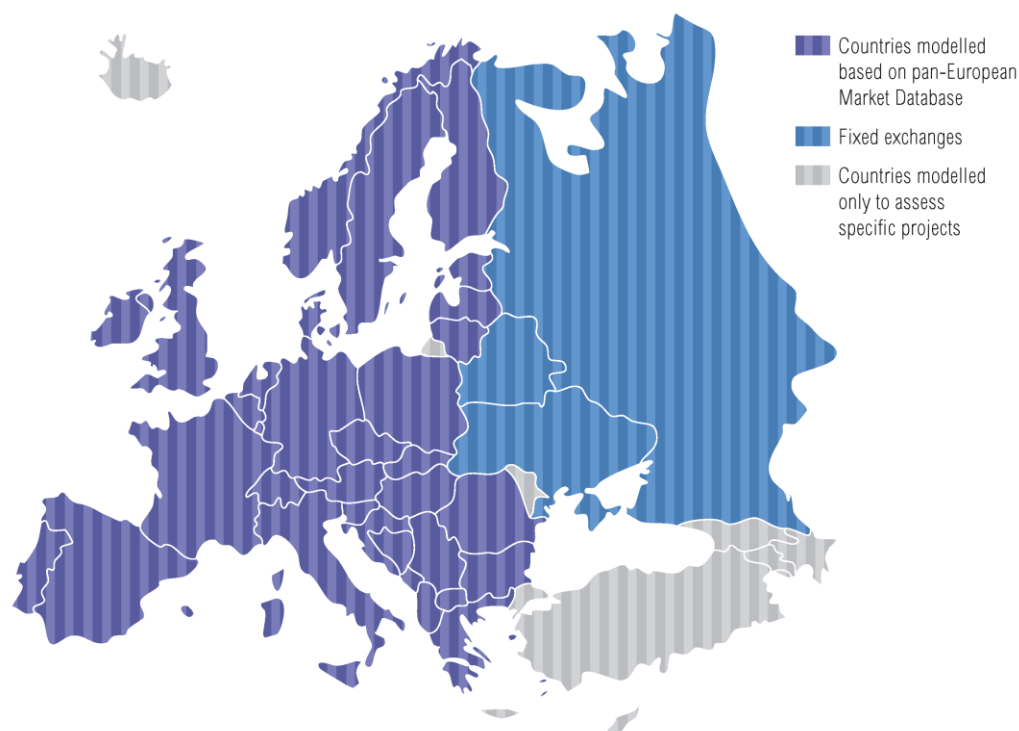 Countries modelled
based on pan-European
Market Database
Fixed exchanges
Countries modelled
only to assess
specific projects